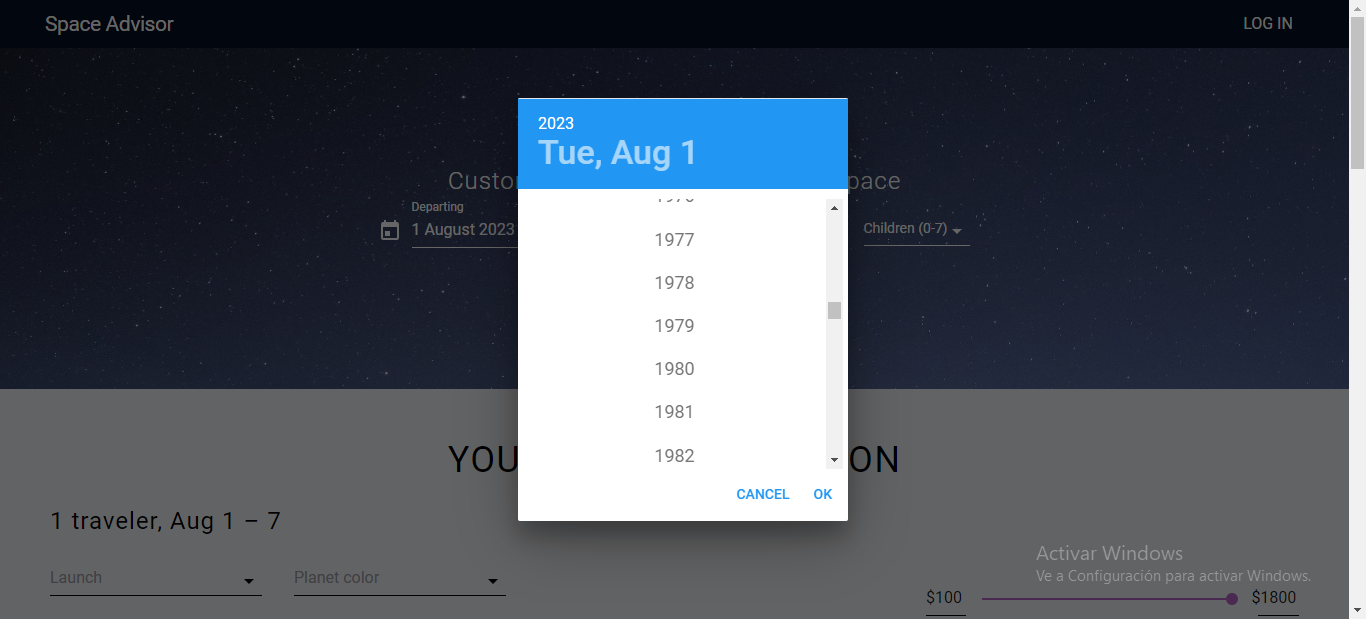 Space Advisor
LOG IN
2023
Tue, Aug 1
Departing
1 August 2023
Children (0-7)
1977
1978
1979
1980
1981
1982
CANCEL
OK
1 traveler, Aug 1 – 7
Launch
Planet color
Activar Windows
Ve a Configuración para activar Windows.
$100
$1800